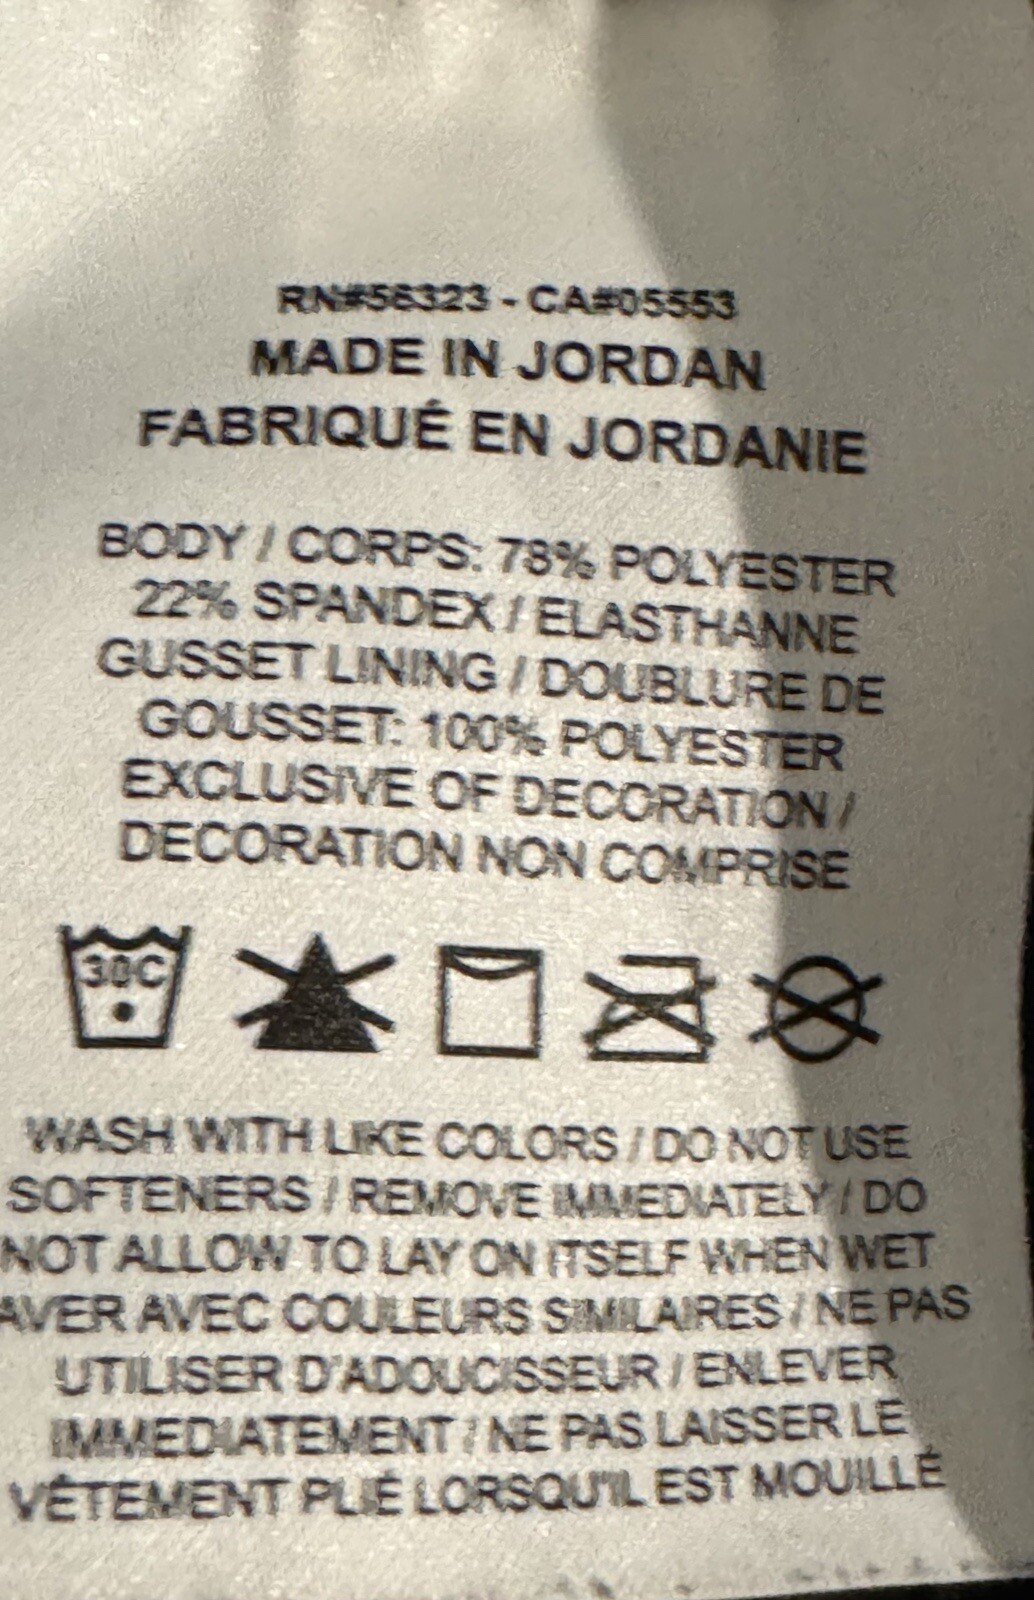 RN#56323 - CA#05553
MADE IN JORDAN
FABRIQUÉ EN JORDANIE
BODY / CORPS: 78% POLYESTER
22% SPANDEX / ELASTHANNE
GUSSET LINING / DOUBLURE DE
GOUSSET: 100% POLYESTER
EXCLUSIVE OF DECORATION /
DECORATION NON COMPRISE
30C
WASH WITH LIKE COLORS / DO NOT USE
SOFTENERS / REMOVE IMMEDIATELY / DO
NOT ALLOW TO LAY ON ITSELF WHEN WET
AVER AVEC COULEURS SIMILAIRES / NE PAS
UTILISER D'ADOUCISSEUR / ENLEVER
IMMEDIATEMENT / NE PAS LAISSER LE
VÊTEMENT PLIÉ LORSQU'IL EST MOUILLÉ